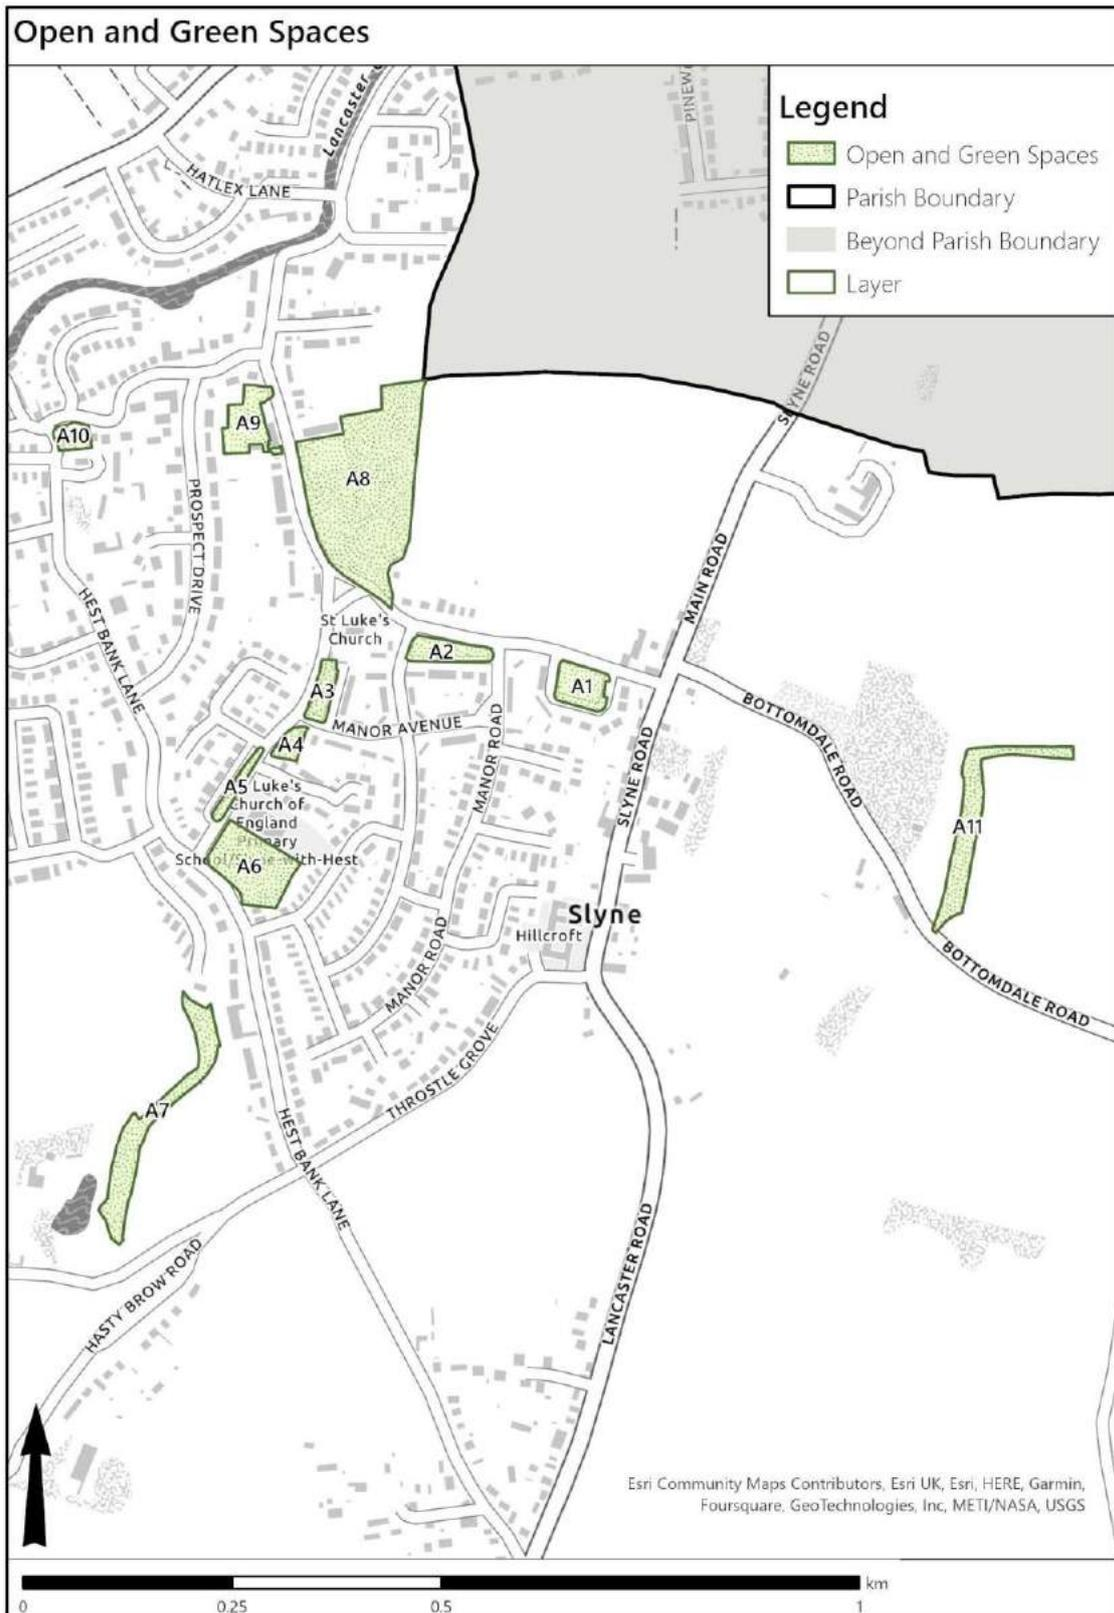 Open and Green Spaces
Legend
Open and Green Spaces
Parish Boundary
Beyond Parish Boundary
Layer
Lancaster
HATLEX LANE
SLYNE ROAD
A10
A9
A8
PROSPECT DRIVE
HEST BANK LANE
MAIN ROAD
St Luke's
Church
A2
A1
A3
MANOR AVENUE
A4
MANOR ROAD
SLYNE ROAD
BOTTOMDALE ROAD
A5
Luke's
Church of
England
Primary
A6
A11
Slyne
Hillcroft
MANOR ROAD
BOTTOMDALE ROAD
THROSTLE GROVE
A7
HEST BANK LANE
HASTY BROW ROAD
LANCASTER ROAD
Esri Community Maps Contributors, Esri UK, Esri, HERE, Garmin,
Foursquare, GeoTechnologies, Inc, METI/NASA, USGS
km
0 0.25 0.5 1